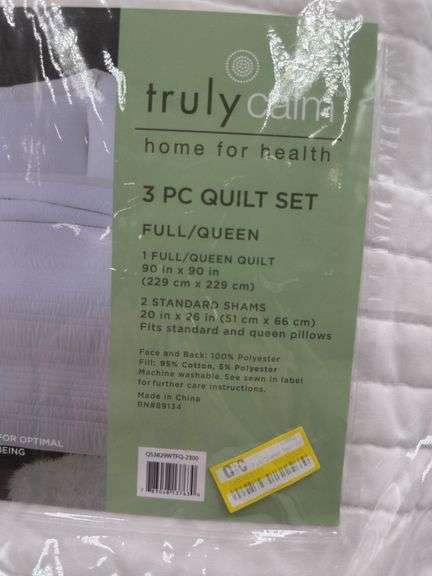 truly calm
home for health
3 PC QUILT SET
FULL/QUEEN
1 FULL/QUEEN QUILT
90 in x 90 in
(229 cm x 229 cm)
2 STANDARD SHAMS
20 in x 26 in (51 cm x 66 cm)
Fits standard and queen pillows
Face and Back: 100% Polyester
Fill: 95% Cotton, 5% Polyester
Machine washable. See sewn in label
for further care instructions.
Made in China
RN#89134
FOR OPTIMAL
BEING
QS3829WTFQ-2300